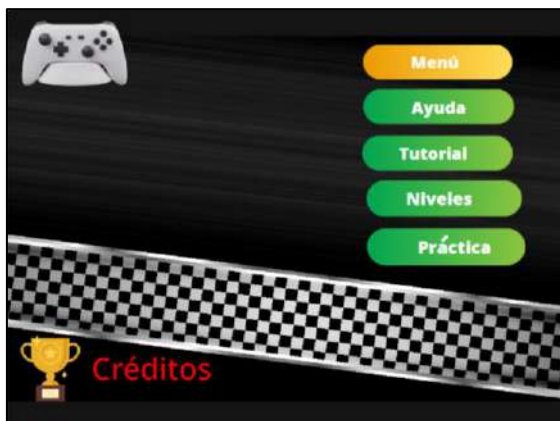 Menú
Ayuda
Tutorial
Niveles
Práctica
Créditos